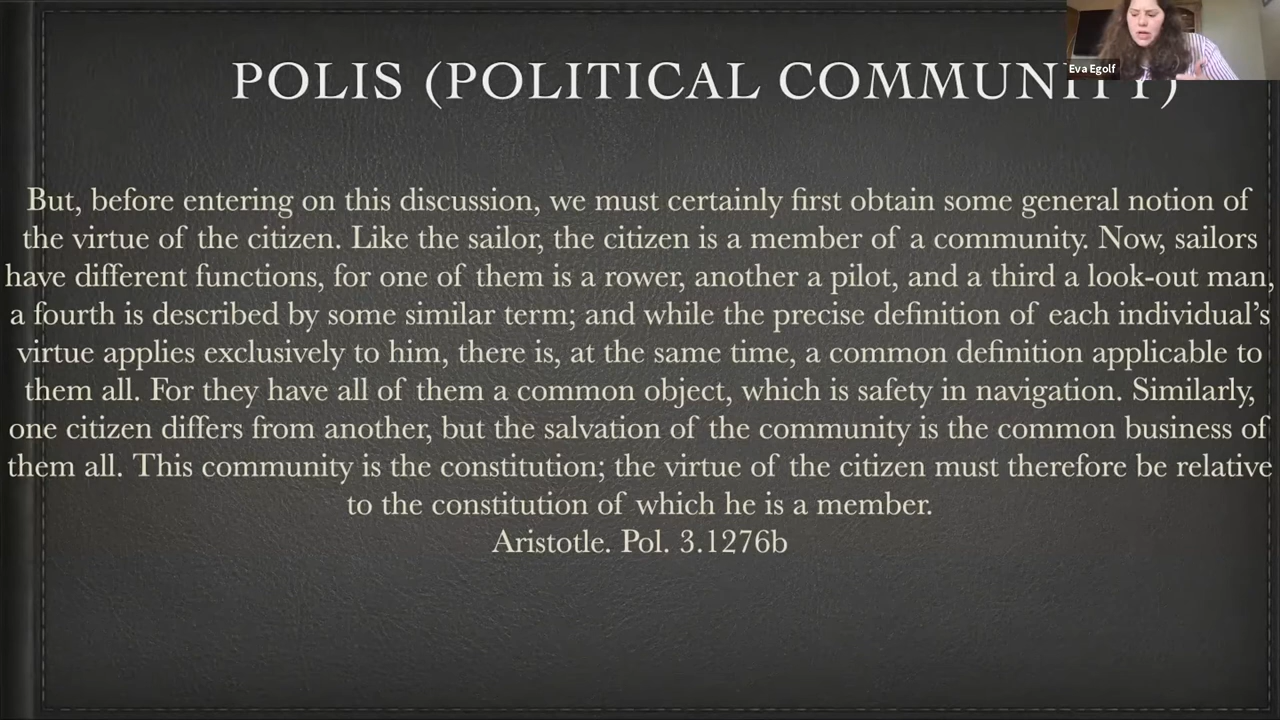 POLIS (POLITICAL COMMUNITY)
Eva Egolf
But, before entering on this discussion, we must certainly first obtain some general notion of
the virtue of the citizen. Like the sailor, the citizen is a member of a community. Now, sailors
have different functions, for one of them is a rower, another a pilot, and a third a look-out man,
a fourth is described by some similar term; and while the precise definition of each individual’s
virtue applies exclusively to him, there is, at the same time, a common definition applicable to
them all. For they have all of them a common object, which is safety in navigation. Similarly,
one citizen differs from another, but the salvation of the community is the common business of
them all. This community is the constitution; the virtue of the citizen must therefore be relative
to the constitution of which he is a member.
Aristotle. Pol. 3.1276b